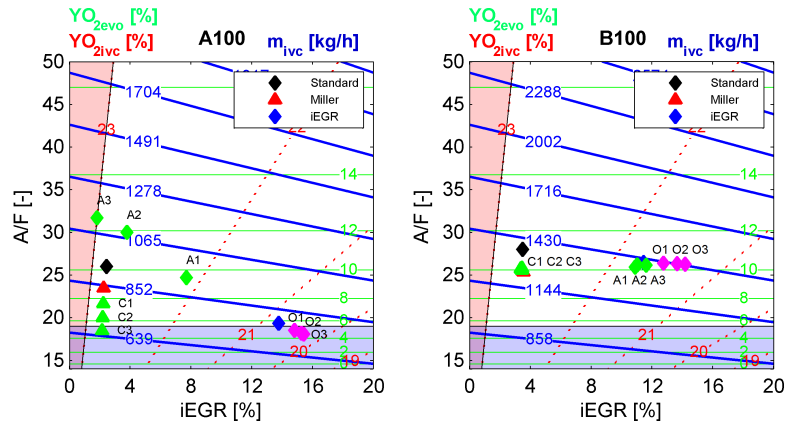 YO2evo [%]
YO2ivc [%] A100 mivc [kg/h]
YO2evo [%]
YO2ivc [%] B100 mivc [kg/h]
Standard
Miller
iEGR
50
45
40
35
30
25
20
15
A/F [-]
1704
1491
1278
1065
852
639
23
22
21
20
19
14
12
10
8
6
4
2
A3
A2
A1
C1
C2
C3
O1 O2
O3
0 4 8 12 16 20
iEGR [%]
Standard
Miller
iEGR
50
45
40
35
30
25
20
15
A/F [-]
2288
2002
1716
1430
1144
858
23
22
21
20
19
14
12
10
8
6
4
2
O1 O2 O3
C1 C2 C3
A1 A2 A3
0 4 8 12 16 20
iEGR [%]